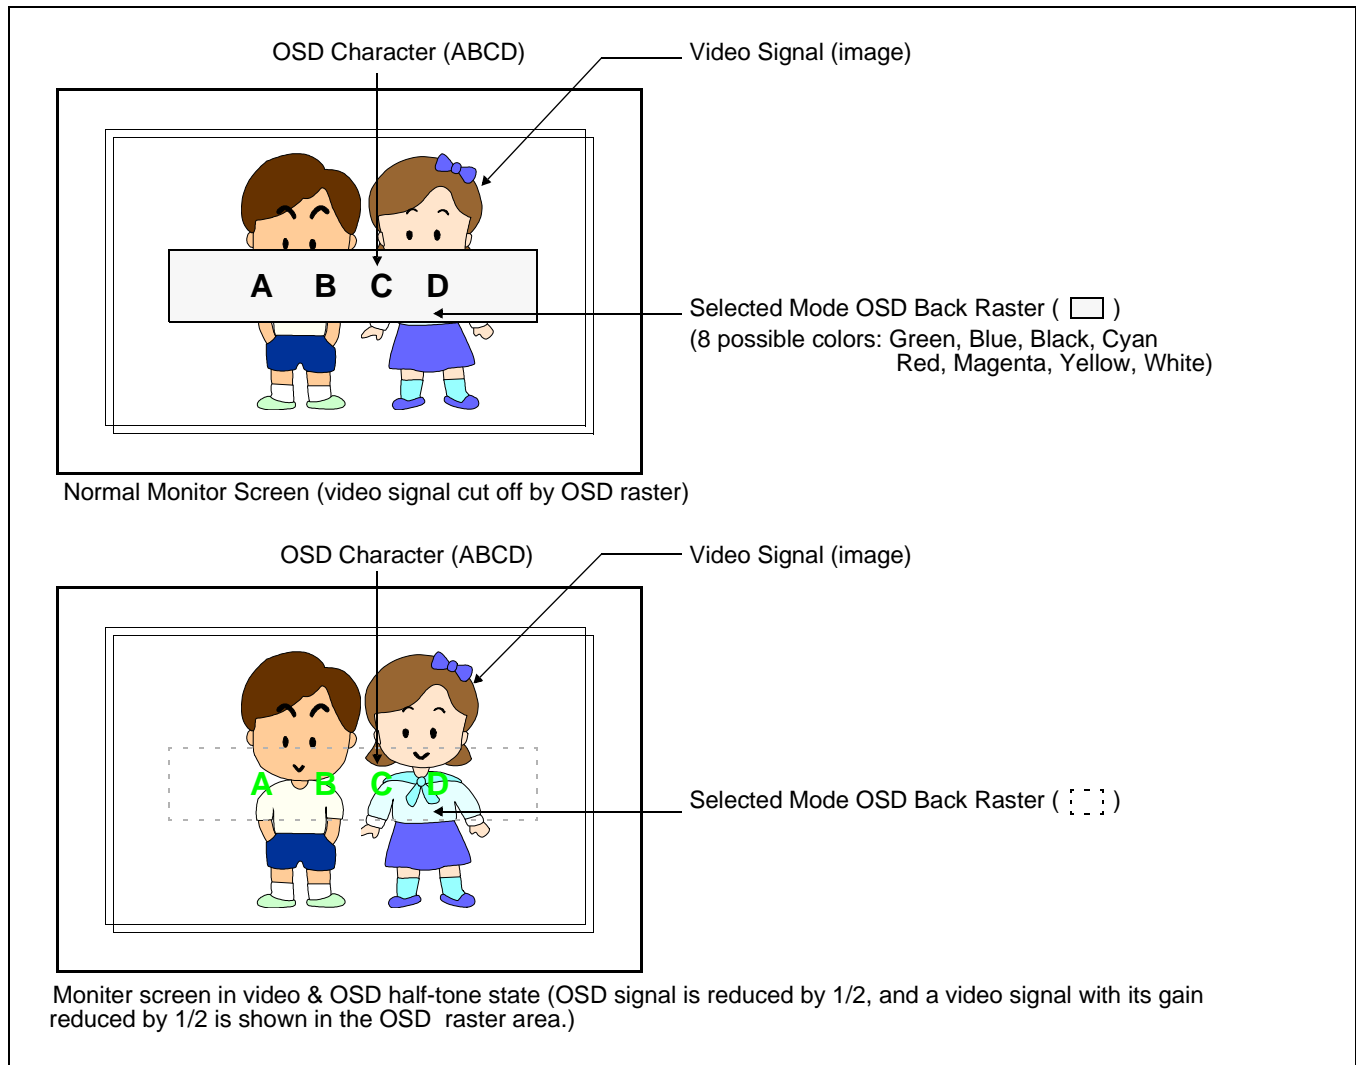 OSD Character (ABCD)
Video Signal (image)
A B C D
Selected Mode OSD Back Raster ( )
(8 possible colors: Green, Blue, Black, Cyan
Red, Magenta, Yellow, White)
Normal Monitor Screen (video signal cut off by OSD raster)
OSD Character (ABCD)
Video Signal (image)
A B C D
Selected Mode OSD Back Raster ( )
Moniter screen in video & OSD half-tone state (OSD signal is reduced by 1/2, and a video signal with its gain
reduced by 1/2 is shown in the OSD raster area.)